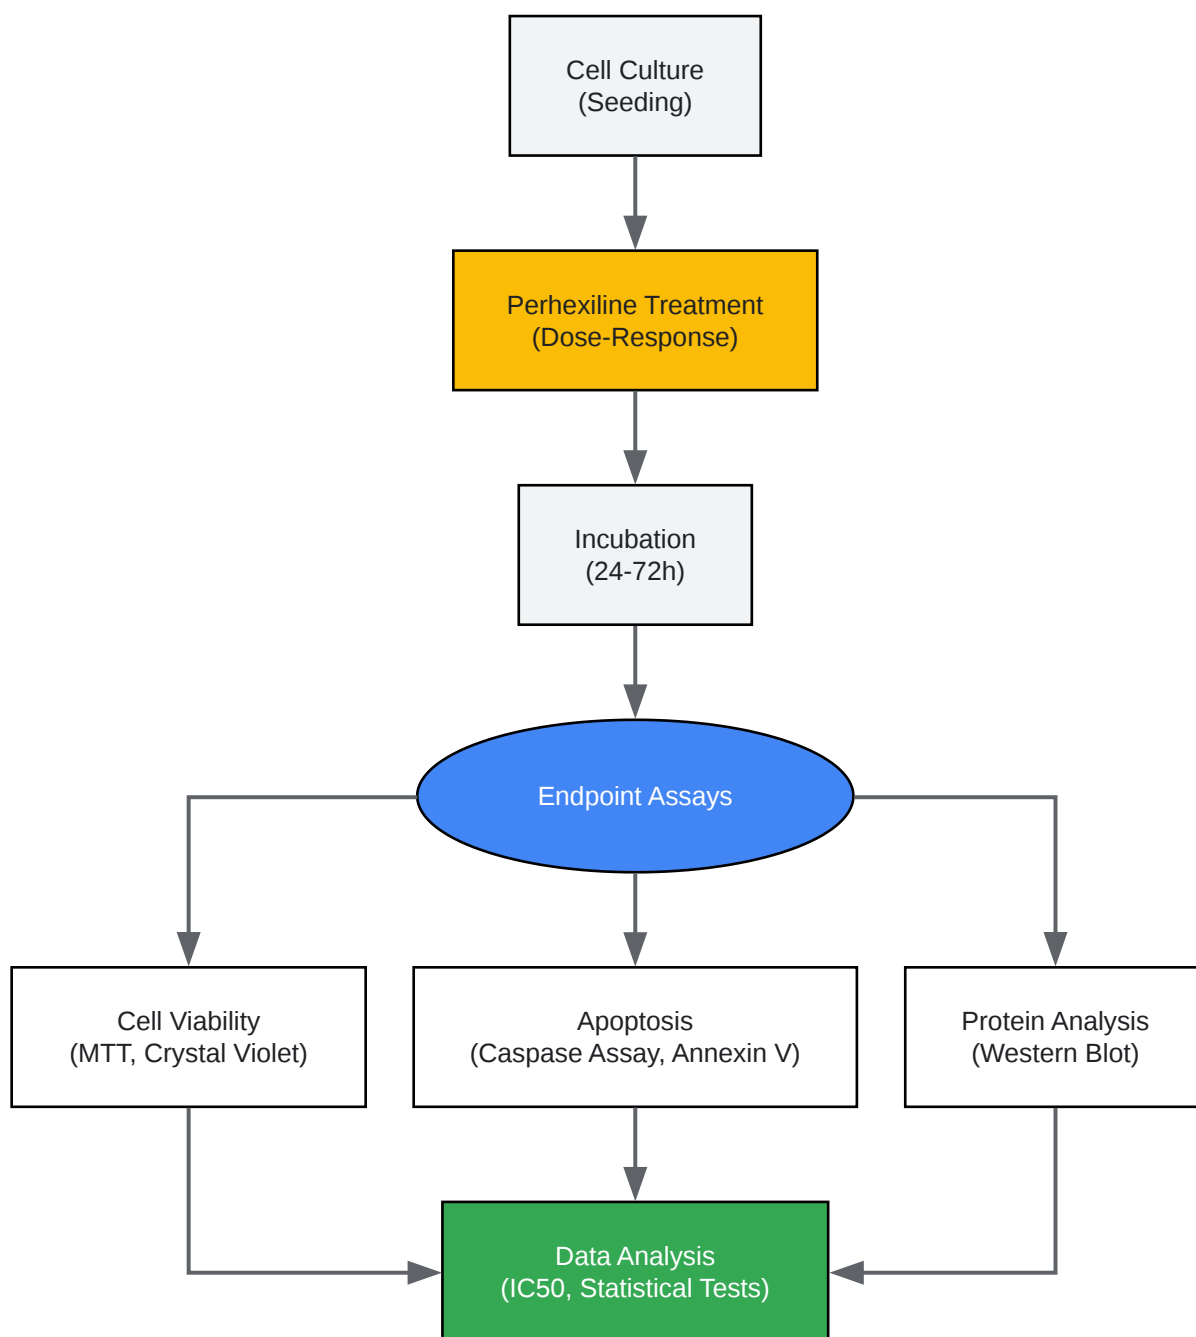 Cell Culture
(Seeding)
Perhexiline Treatment
(Dose-Response)
Incubation
(24-72h)
Endpoint Assays
Cell Viability
(MTT, Crystal Violet)
Apoptosis
(Caspase Assay, Annexin V)
Protein Analysis
(Western Blot)
Data Analysis
(IC50, Statistical Tests)